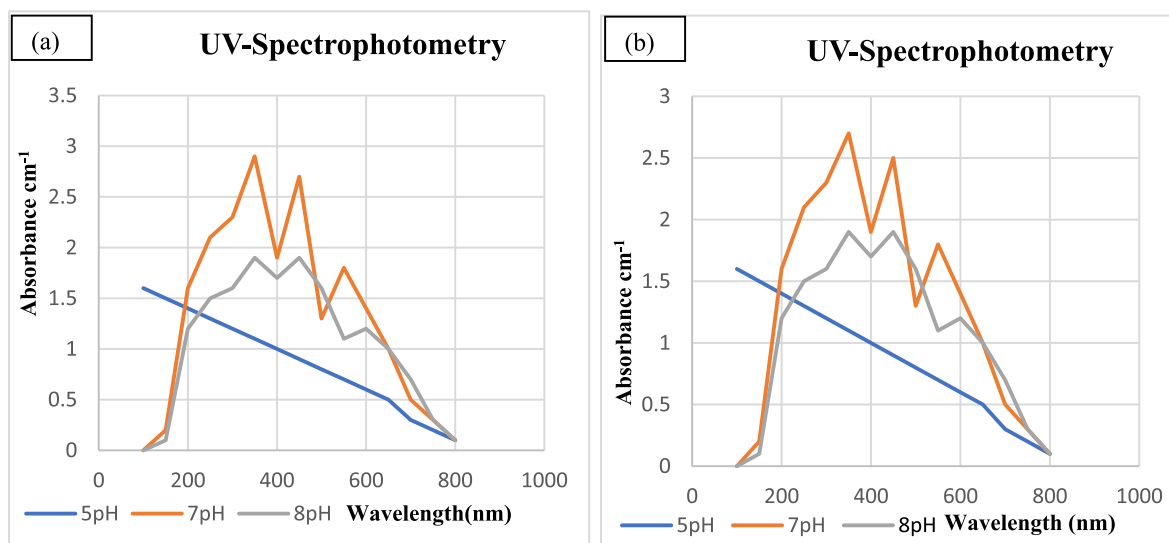 (a)
UV-Spectrophotometry
Absorbance cm⁻¹
3.5
3
2.5
2
1.5
1
0.5
0
0 200 400 600 800 1000
5pH 7pH 8pH Wavelength(nm)
(b)
UV-Spectrophotometry
Absorbance cm⁻¹
3
2.5
2
1.5
1
0.5
0
0 200 400 600 800 1000
5pH 7pH 8pH Wavelength (nm)